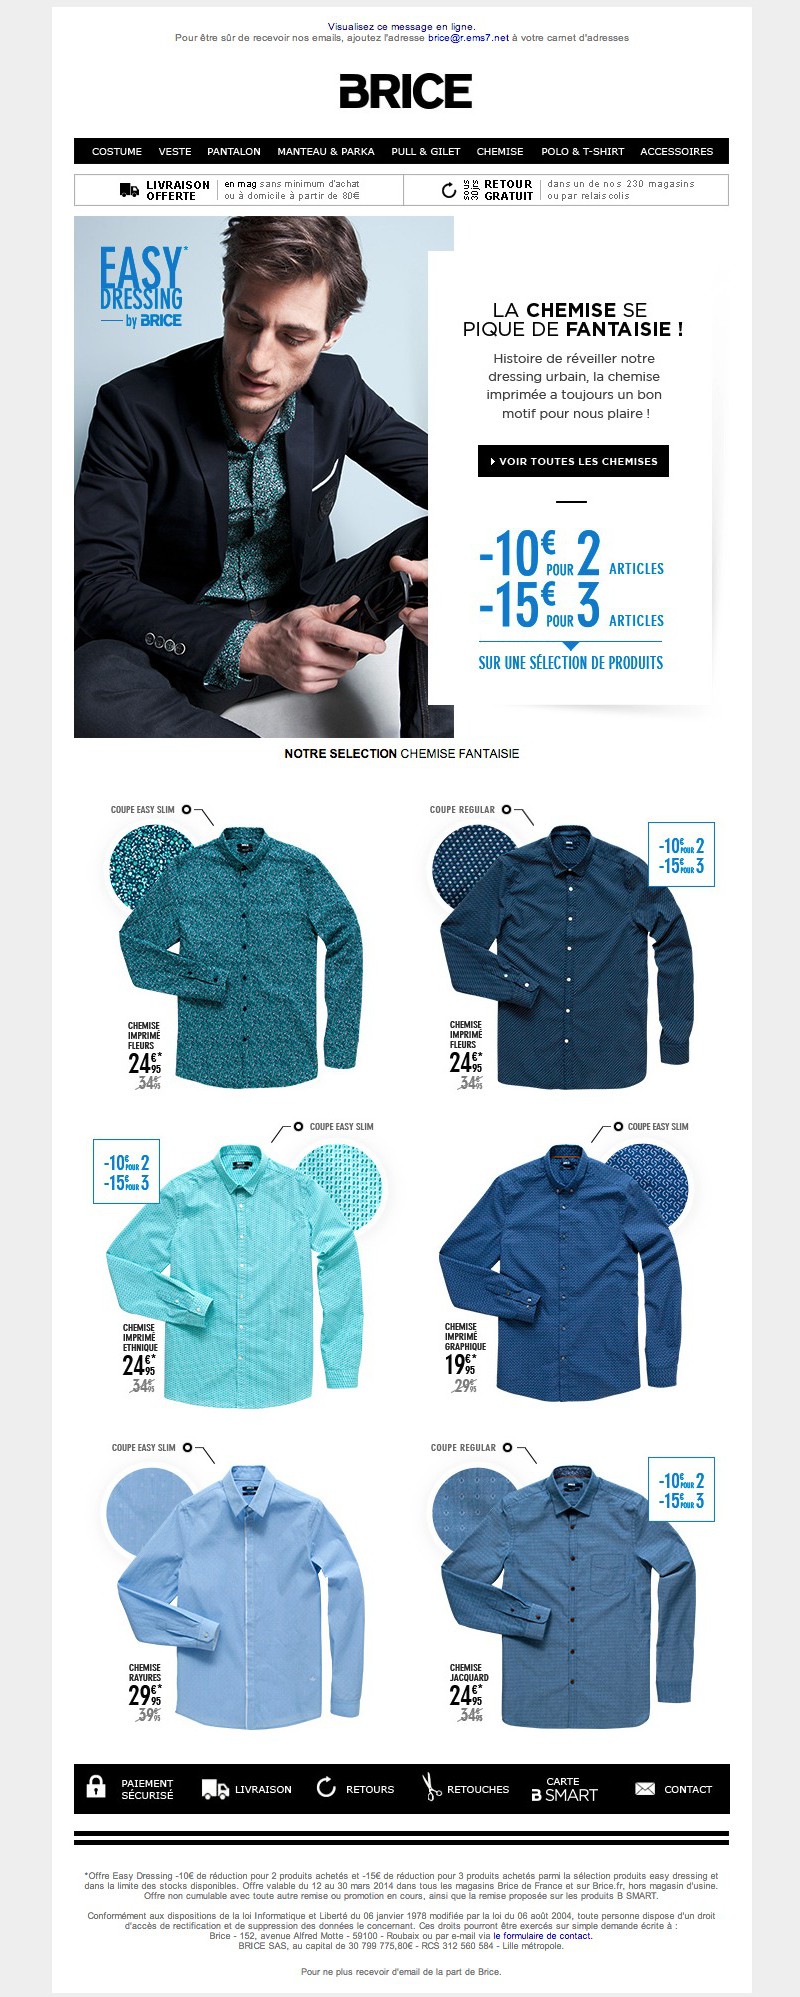 Visualisez ce message en ligne.
Pour être sûr de recevoir nos emails, ajoutez l'adresse brice@r.ems7.net à votre carnet d'adresses
BRICE
COSTUME VESTE PANTALON MANTEAU & PARKA PULL & GILET CHEMISE POLO & T-SHIRT ACCESSOIRES
LIVRAISON OFFERTE
en mag sans minimum d'achat
ou à domicile à partir de 80€
sous 30jrs
RETOUR GRATUIT
dans un de nos 230 magasins
ou par relais colis
EASY*
DRESSING
by BRICE
LA CHEMISE SE
PIQUE DE FANTAISIE !
Histoire de réveiller notre
dressing urbain, la chemise
imprimée a toujours un bon
motif pour nous plaire !
VOIR TOUTES LES CHEMISES
-10€ POUR 2 ARTICLES
-15€ POUR 3 ARTICLES
SUR UNE SÉLECTION DE PRODUITS
NOTRE SELECTION CHEMISE FANTAISIE
COUPE EASY SLIM
CHEMISE
IMPRIMÉ
FLEURS
24€*95
34€95
COUPE REGULAR
-10€ POUR 2
-15€ POUR 3
CHEMISE
IMPRIMÉ
FLEURS
24€*95
34€95
COUPE EASY SLIM
-10€ POUR 2
-15€ POUR 3
CHEMISE
IMPRIMÉ
ETHNIQUE
24€*95
34€95
COUPE EASY SLIM
CHEMISE
IMPRIMÉ
GRAPHIQUE
19€*95
29€95
COUPE EASY SLIM
CHEMISE
RAYURES
29€*95
39€95
COUPE REGULAR
-10€ POUR 2
-15€ POUR 3
CHEMISE
JACQUARD
24€*95
34€95
PAIEMENT SÉCURISÉ
LIVRAISON
RETOURS
RETOUCHES
CARTE B SMART
CONTACT
*Offre Easy Dressing -10€ de réduction pour 2 produits achetés et -15€ de réduction pour 3 produits achetés parmi la sélection produits easy dressing et
dans la limite des stocks disponibles. Offre valable du 12 au 30 mars 2014 dans tous les magasins Brice de France et sur Brice.fr, hors magasin d'usine.
Offre non cumulable avec toute autre remise ou promotion en cours, ainsi que la remise proposée sur les produits B SMART.
Conformément aux dispositions de la loi Informatique et Liberté du 06 janvier 1978 modifiée par la loi du 06 août 2004, toute personne dispose d'un droit
d'accès de rectification et de suppression des données le concernant. Ces droits pourront être exercés sur simple demande écrite à :
Brice - 152, avenue Alfred Motte - 59100 - Roubaix ou par e-mail via le formulaire de contact.
BRICE SAS, au capital de 30 799 775,80€ - RCS 312 560 584 - Lille métropole.
Pour ne plus recevoir d'email de la part de Brice.